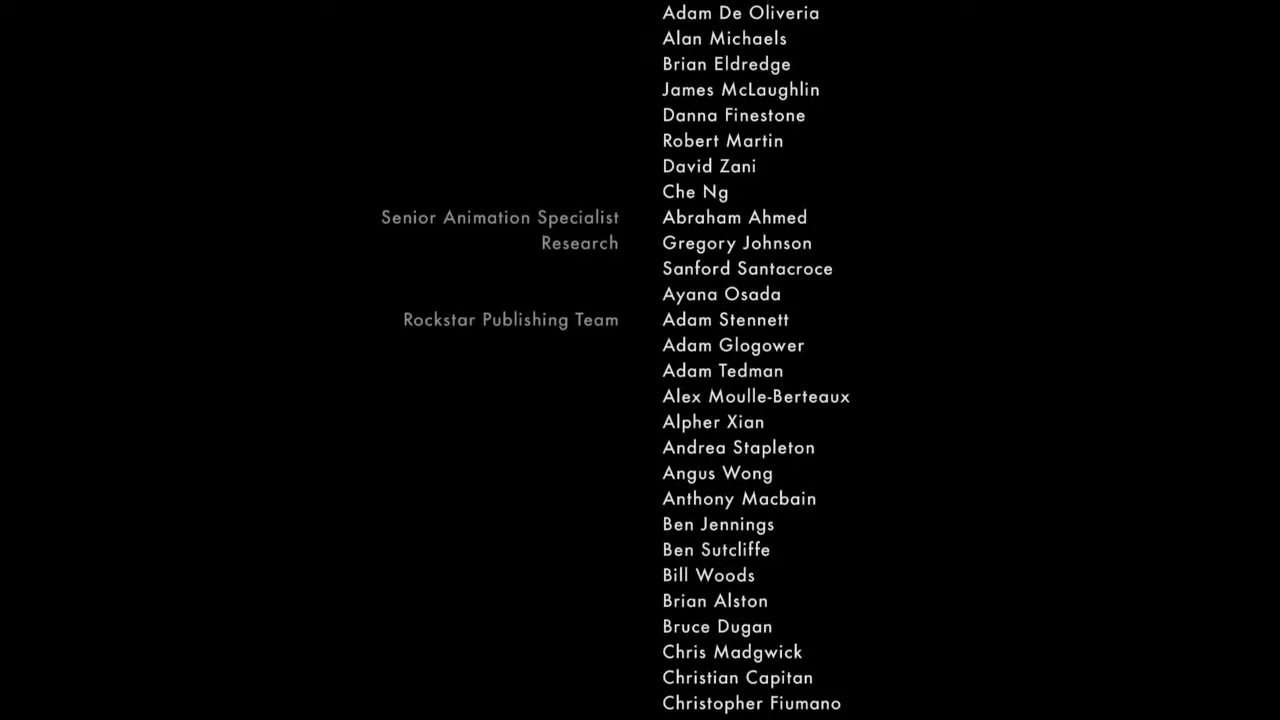 Adam De Oliveria
Alan Michaels
Brian Eldredge
James McLaughlin
Danna Finestone
Robert Martin
David Zani
Che Ng
Senior Animation Specialist Abraham Ahmed
Research Gregory Johnson
Sanford Santacroce
Ayana Osada
Rockstar Publishing Team Adam Stennett
Adam Glogower
Adam Tedman
Alex Moulle-Berteaux
Alpher Xian
Andrea Stapleton
Angus Wong
Anthony Macbain
Ben Jennings
Ben Sutcliffe
Bill Woods
Brian Alston
Bruce Dugan
Chris Madgwick
Christian Capitan
Christopher Fiumano